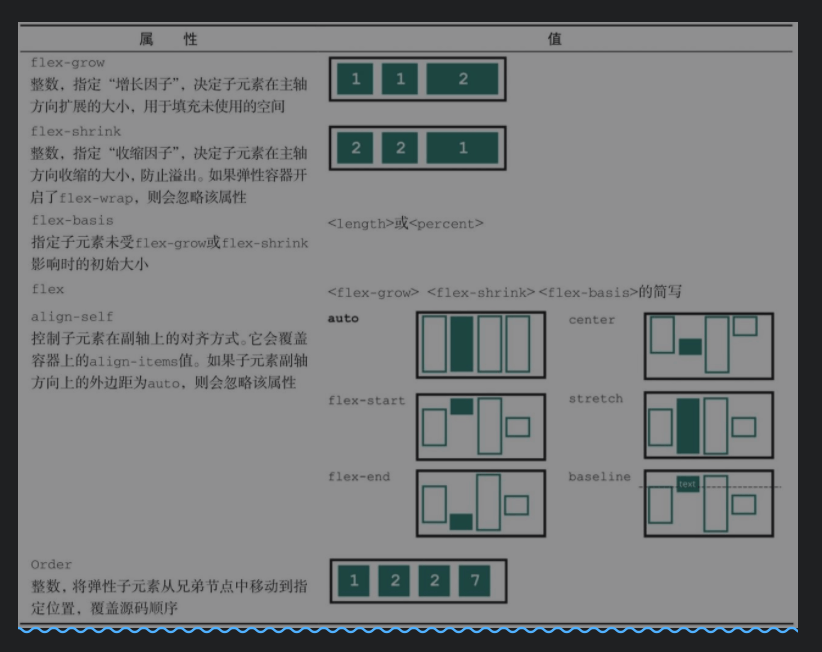 属 性 值
flex-grow
整数，指定“增长因子”，决定子元素在主轴
方向扩展的大小，用于填充未使用的空间
1 1 2
flex-shrink
整数，指定“收缩因子”，决定子元素在主轴
方向收缩的大小，防止溢出。如果弹性容器开
启了flex-wrap，则会忽略该属性
2 2 1
flex-basis
指定子元素未受flex-grow或flex-shrink
影响时的初始大小
<length>或<percent>
flex
<flex-grow> <flex-shrink><flex-basis>的简写
align-self
控制子元素在副轴上的对齐方式。它会覆盖
容器上的align-items值。如果子元素副轴
方向上的外边距为auto，则会忽略该属性
auto
center
flex-start
stretch
flex-end
baseline
text
Order
整数，将弹性子元素从兄弟节点中移动到指
定位置，覆盖源码顺序
1 2 2 7